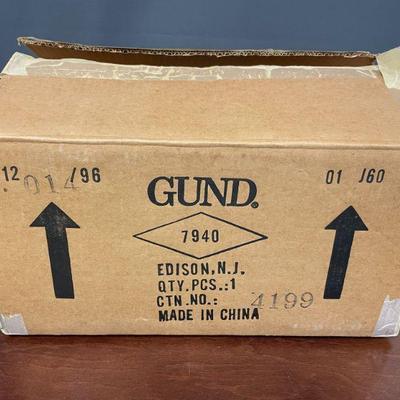 12 /96
.014
GUND.
01 J60
7940
EDISON, N.J.
QTY. PCS.:1
CTN. NO.: 4199
MADE IN CHINA